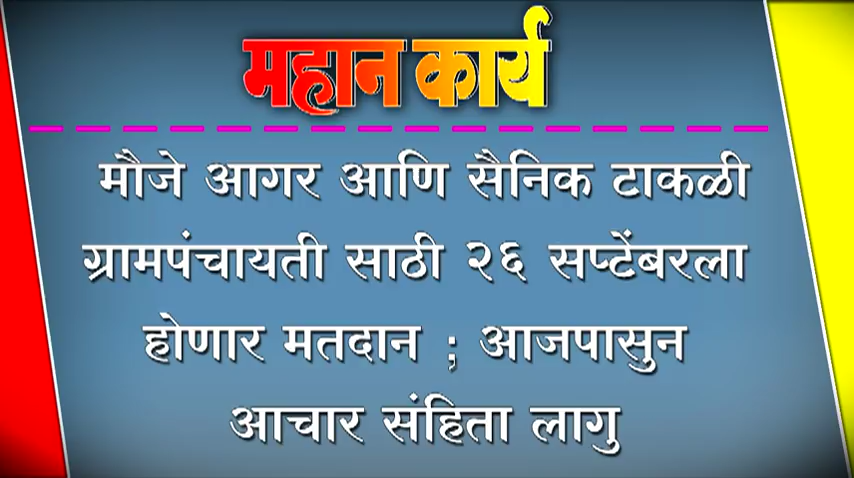 महान कार्य
मौजे आगर आणि सैनिक टाकळी
ग्रामपंचायती साठी २६ सप्टेंबरला
होणार मतदान ; आजपासुन
आचार संहिता लागु